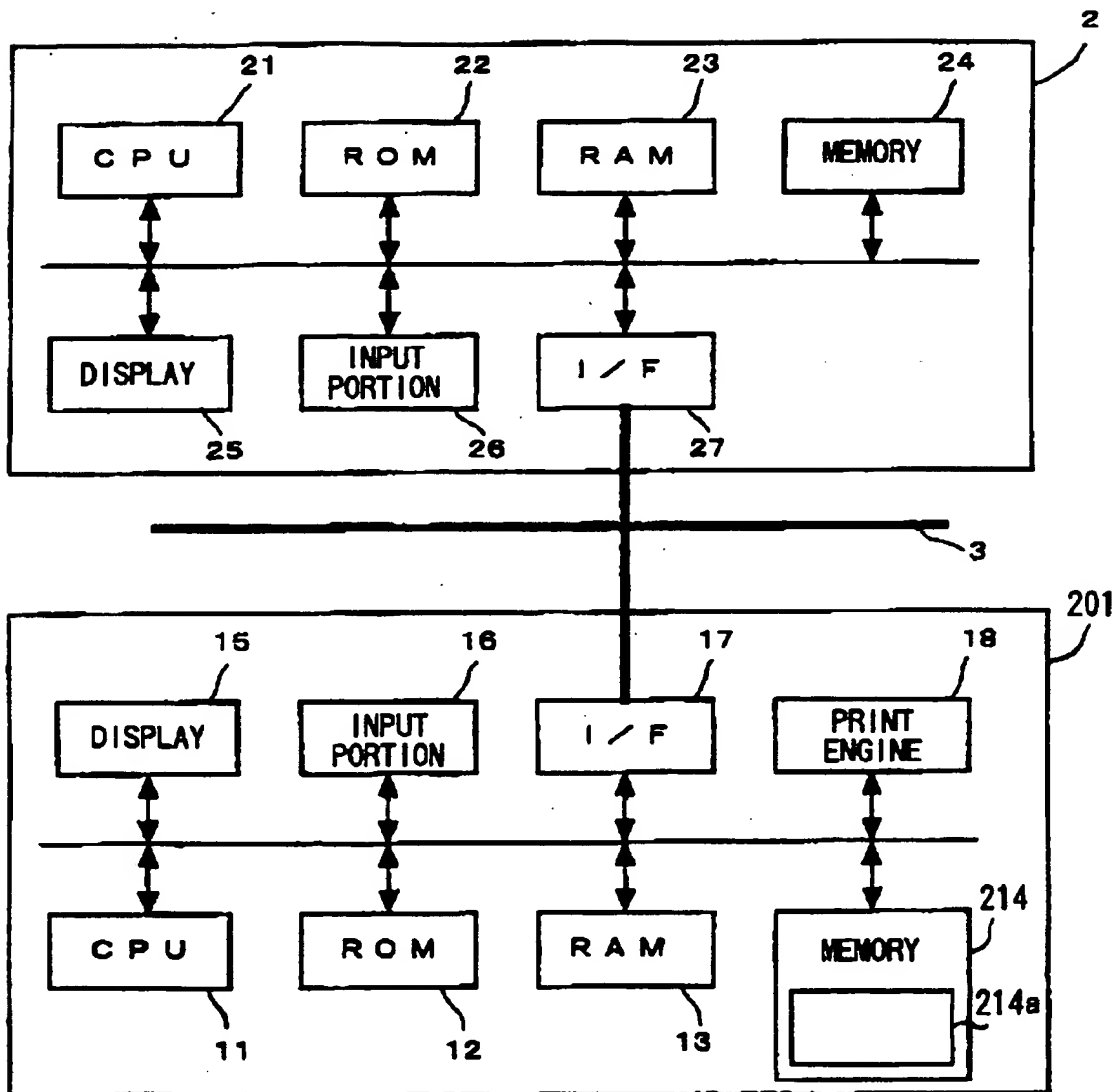 2
21 22 23 24
CPU ROM RAM MEMORY
DISPLAY INPUT PORTION I/F
25 26 27
3
201
15 16 17 18
DISPLAY INPUT PORTION I/F PRINT ENGINE
CPU ROM RAM MEMORY
214
214a
11 12 13